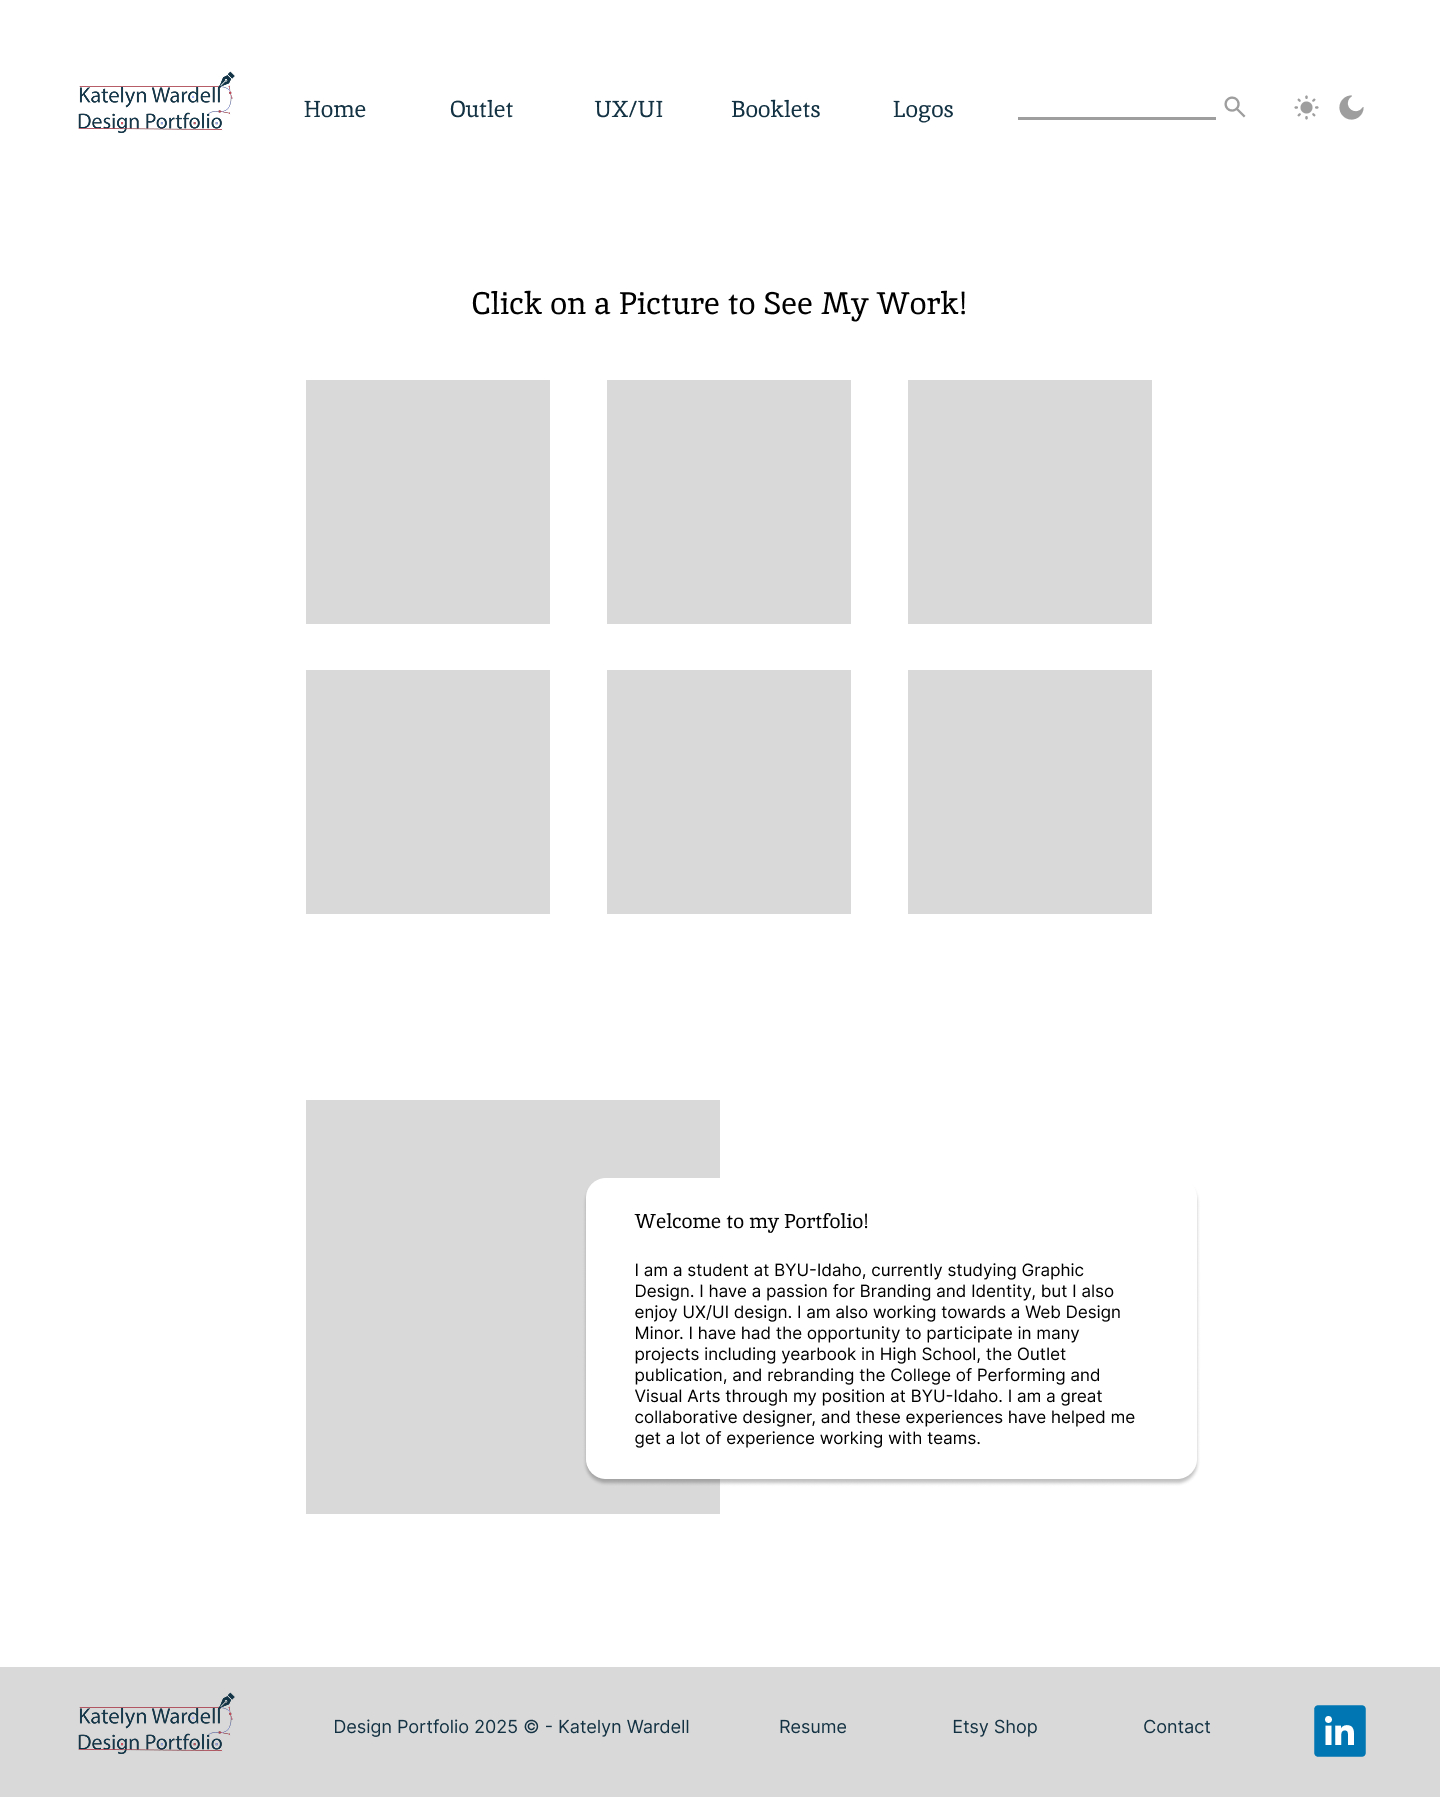 Katelyn Wardell
Design Portfolio
Home Outlet UX/UI Booklets Logos
Click on a Picture to See My Work!
Welcome to my Portfolio!
I am a student at BYU-Idaho, currently studying Graphic
Design. I have a passion for Branding and Identity, but I also
enjoy UX/UI design. I am also working towards a Web Design
Minor. I have had the opportunity to participate in many
projects including yearbook in High School, the Outlet
publication, and rebranding the College of Performing and
Visual Arts through my position at BYU-Idaho. I am a great
collaborative designer, and these experiences have helped me
get a lot of experience working with teams.
Katelyn Wardell
Design Portfolio
Design Portfolio 2025 © - Katelyn Wardell Resume Etsy Shop Contact
in